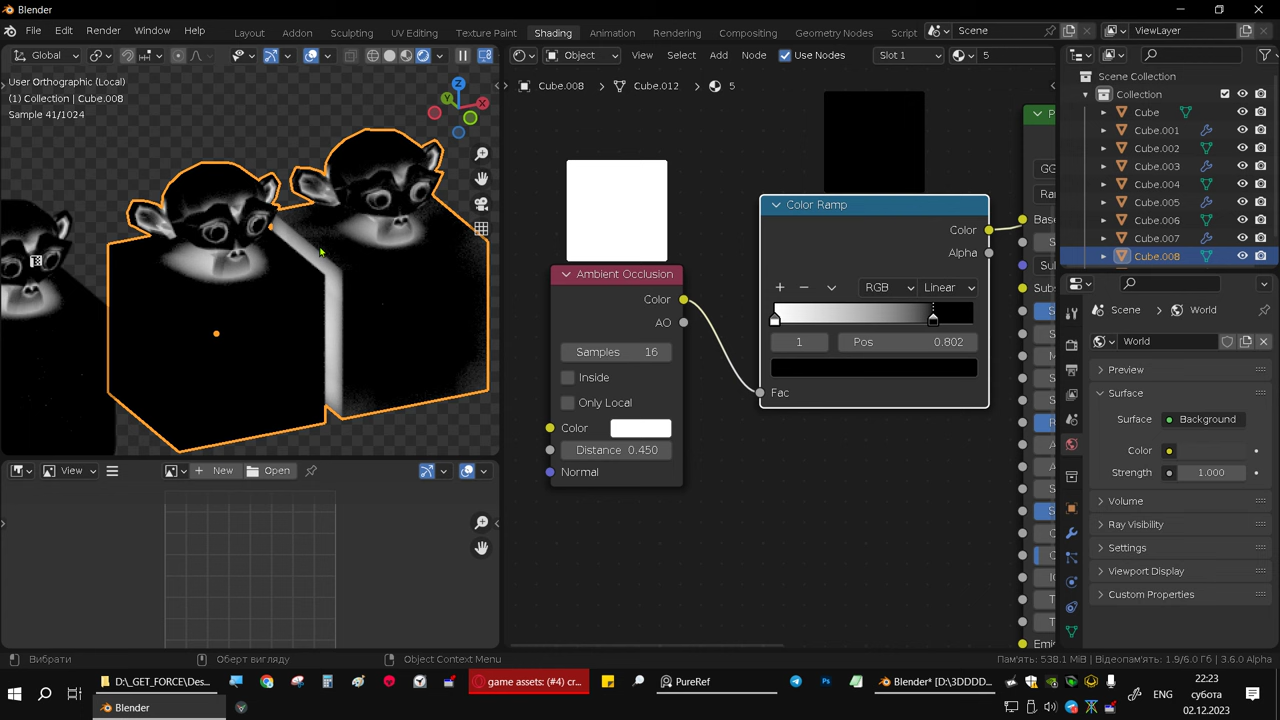 Blender
File Edit Render Window Help
Layout Addon Sculpting UV Editing Texture Paint Shading Animation Rendering Compositing Geometry Nodes Script
Scene
ViewLayer
Global
Object
View Select Add Node Use Nodes
Slot 1
5
User Orthographic (Local)
(1) Collection | Cube.008
Sample 41/1024
Cube.008
Cube.012
5
Scene Collection
Collection
Cube
Cube.001
Cube.002
Cube.003
Cube.004
Cube.005
Cube.006
Cube.007
Cube.008
Ambient Occlusion
Color
AO
Samples 16
Inside
Only Local
Color
Distance 0.450
Normal
Color Ramp
Color
Alpha
RGB Linear
1 Pos 0.802
Fac
P
GG
Ran
Base
Sub
Subs
Emi
Scene World
World
Preview
Surface
Surface Background
Color
Strength 1.000
Volume
Ray Visibility
Settings
Viewport Display
Custom Properties
View
New
Open
Вибрати
Оберт вигляду
Object Context Menu
Пам'ять: 538.1 MiB | Відеопам'ять: 1.9/6.0 Гб | 3.6.0 Alpha
D:\_GET_FORCE\Des...
game assets: (#4) cr...
PureRef
Blender* [D:\3DDDD...
Blender
ENG
22:23
субота
02.12.2023